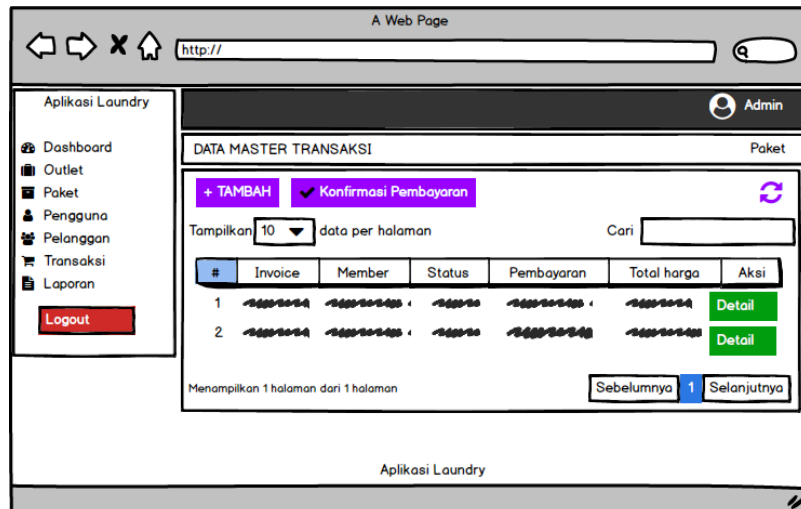 A Web Page
http://
Aplikasi Laundry
Admin
Dashboard
Outlet
Paket
Pengguna
Pelanggan
Transaksi
Laporan
Logout
DATA MASTER TRANSAKSI Paket
+ TAMBAH Konfirmasi Pembayaran
Tampilkan 10 data per halaman Cari
# Invoice Member Status Pembayaran Total harga Aksi
1 Detail
2 Detail
Menampilkan 1 halaman dari 1 halaman Sebelumnya 1 Selanjutnya
Aplikasi Laundry